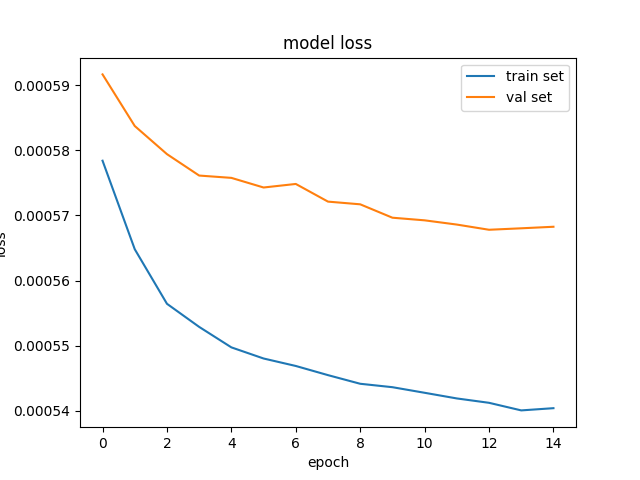 model loss
train set
val set
0.00059
0.00058
0.00057
0.00056
0.00055
0.00054
loss
0 2 4 6 8 10 12 14
epoch